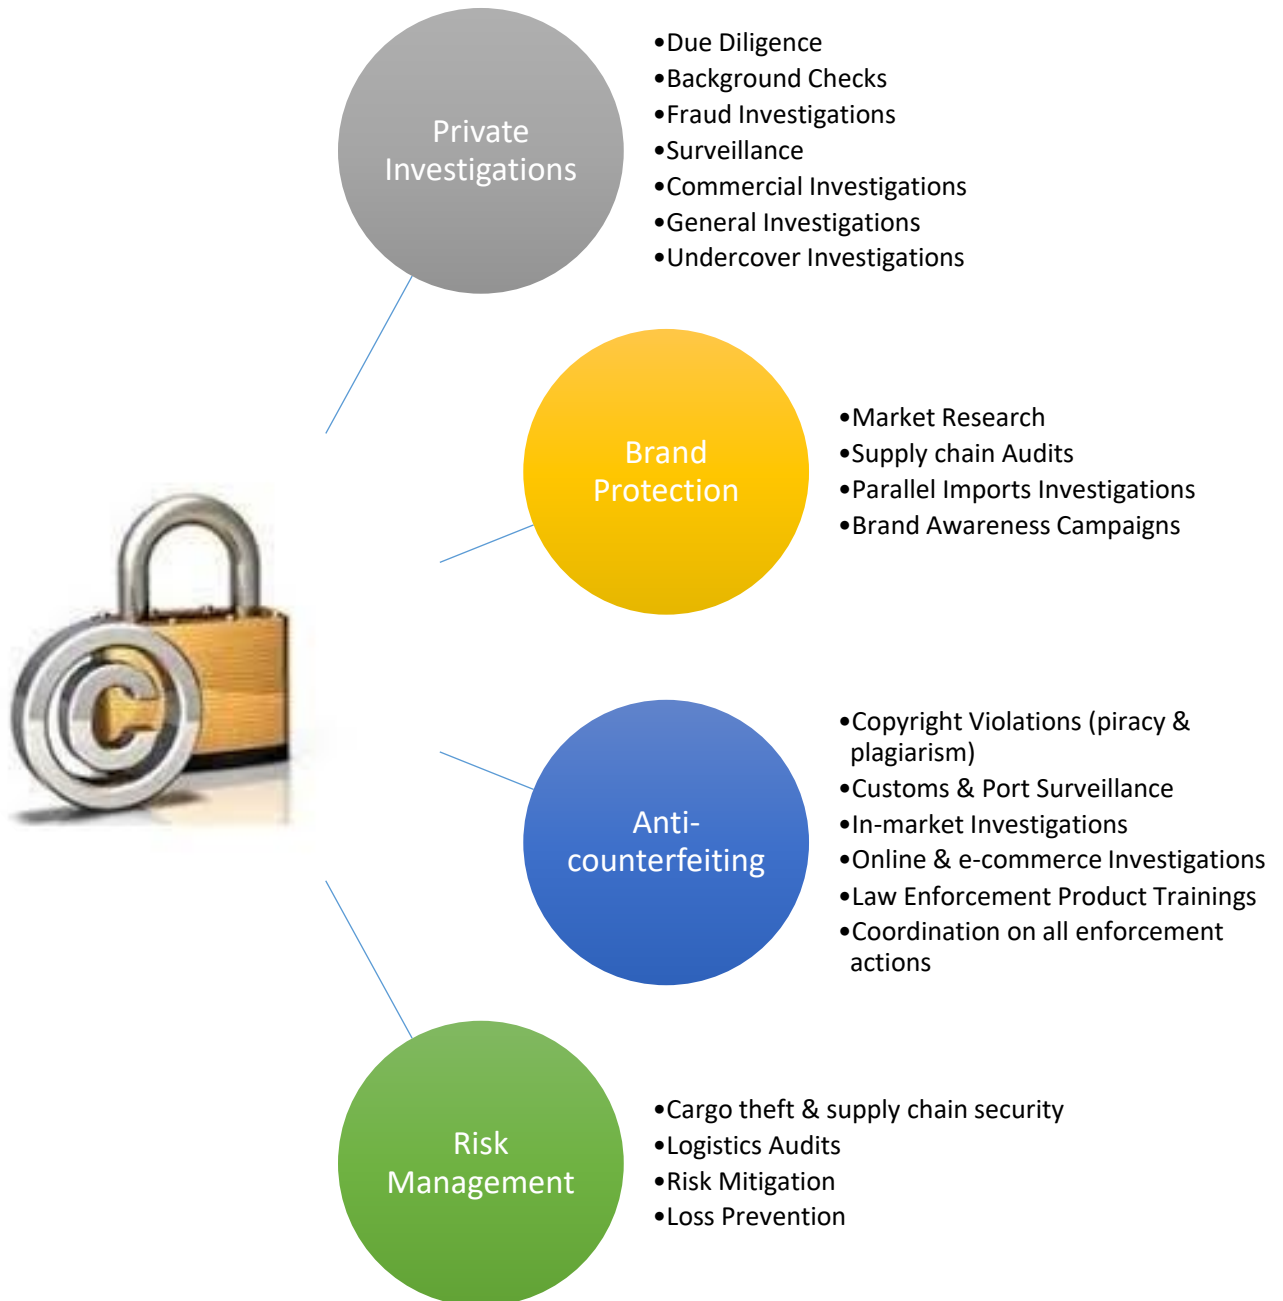 Private
Investigations
•Due Diligence
•Background Checks
•Fraud Investigations
•Surveillance
•Commercial Investigations
•General Investigations
•Undercover Investigations
Brand
Protection
•Market Research
•Supply chain Audits
•Parallel Imports Investigations
•Brand Awareness Campaigns
Anti-
counterfeiting
•Copyright Violations (piracy &
plagiarism)
•Customs & Port Surveillance
•In-market Investigations
•Online & e-commerce Investigations
•Law Enforcement Product Trainings
•Coordination on all enforcement
actions
Risk
Management
•Cargo theft & supply chain security
•Logistics Audits
•Risk Mitigation
•Loss Prevention
©